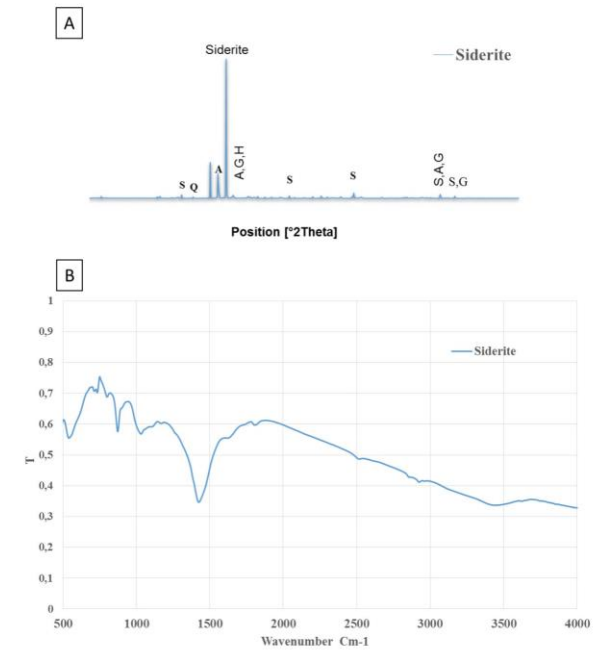 A
Siderite
Siderite
S Q
A
A,G,H
S
S
S,A,G
S,G
Position [°2Theta]
B
1
0,9
0,8
0,7
0,6
0,5
0,4
0,3
0,2
0,1
0
T
Siderite
500 1000 1500 2000 2500 3000 3500 4000
Wavenumber Cm-1